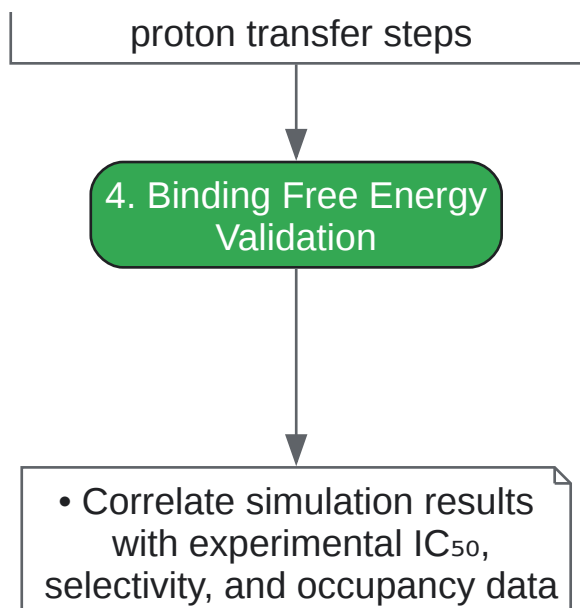 proton transfer steps
4. Binding Free Energy
Validation
• Correlate simulation results
with experimental IC₅₀,
selectivity, and occupancy data